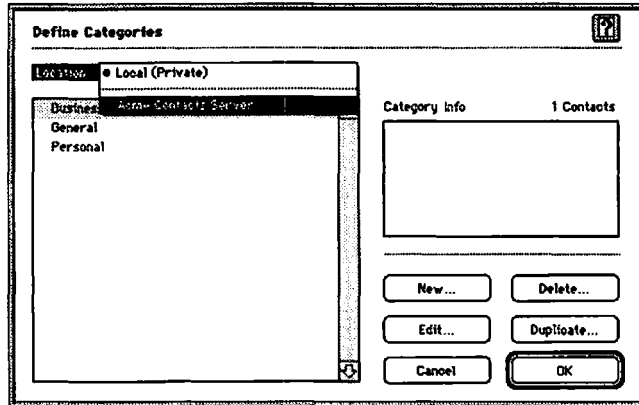 Define Categories
?
Location
• Local (Private)
Acme Contacts Server
Business
General
Personal
Category Info
1 Contacts
New...
Delete...
Edit...
Duplicate...
Cancel
OK